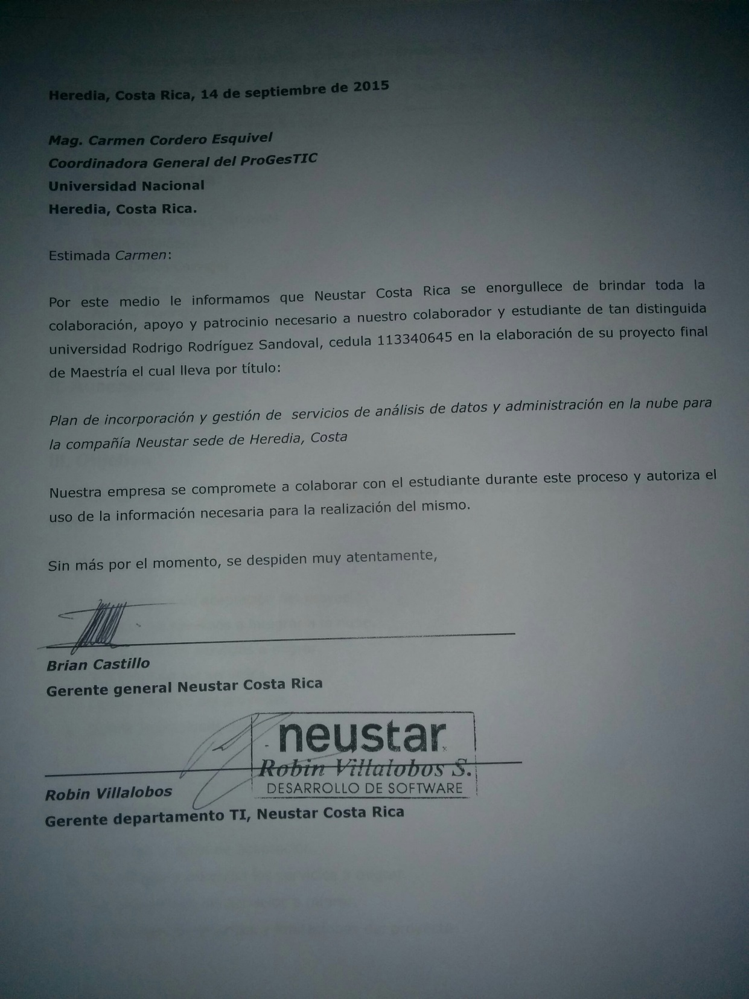 Heredia, Costa Rica, 14 de septiembre de 2015
Mag. Carmen Cordero Esquivel
Coordinadora General del ProGesTIC
Universidad Nacional
Heredia, Costa Rica.
Estimada Carmen:
Por este medio le informamos que Neustar Costa Rica se enorgullece de brindar toda la
colaboración, apoyo y patrocinio necesario a nuestro colaborador y estudiante de tan distinguida
universidad Rodrigo Rodríguez Sandoval, cedula 113340645 en la elaboración de su proyecto final
de Maestría el cual lleva por título:
Plan de incorporación y gestión de servicios de análisis de datos y administración en la nube para
la compañía Neustar sede de Heredia, Costa
Nuestra empresa se compromete a colaborar con el estudiante durante este proceso y autoriza el
uso de la información necesaria para la realización del mismo.
Sin más por el momento, se despiden muy atentamente,
Brian Castillo
Gerente general Neustar Costa Rica
neustar
Robin Villalobos S.
DESARROLLO DE SOFTWARE
Robin Villalobos
Gerente departamento TI, Neustar Costa Rica